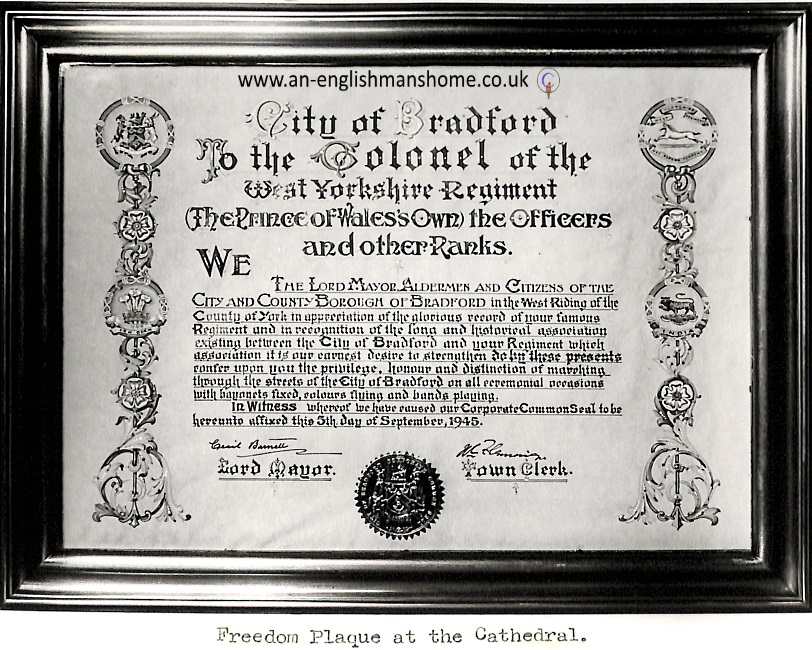 www.an-englishmanshome.co.uk
City of Bradford
To the Colonel of the
West Yorkshire Regiment
(The Prince of Wales's Own) the Officers
and other Ranks.
WE
THE LORD MAYOR, ALDERMEN AND CITIZENS OF THE
CITY AND COUNTY BOROUGH OF BRADFORD in the West Riding of the
County of York in appreciation of the glorious record of your famous
Regiment and in recognition of the long and historical association
existing between the City of Bradford and your Regiment which
association it is our earnest desire to strengthen do by these presents
confer upon you the privilege, honour and distinction of marching
through the streets of the City of Bradford on all ceremonial occasions
with bayonets fixed, colours flying and bands playing.
In Witness whereof we have caused our Corporate Common Seal to be
hereunto affixed this 5th day of September, 1945.
Cecil Barnett
Lord Mayor.
Town Clerk.
INDIA
Freedom Plaque at the Cathedral.